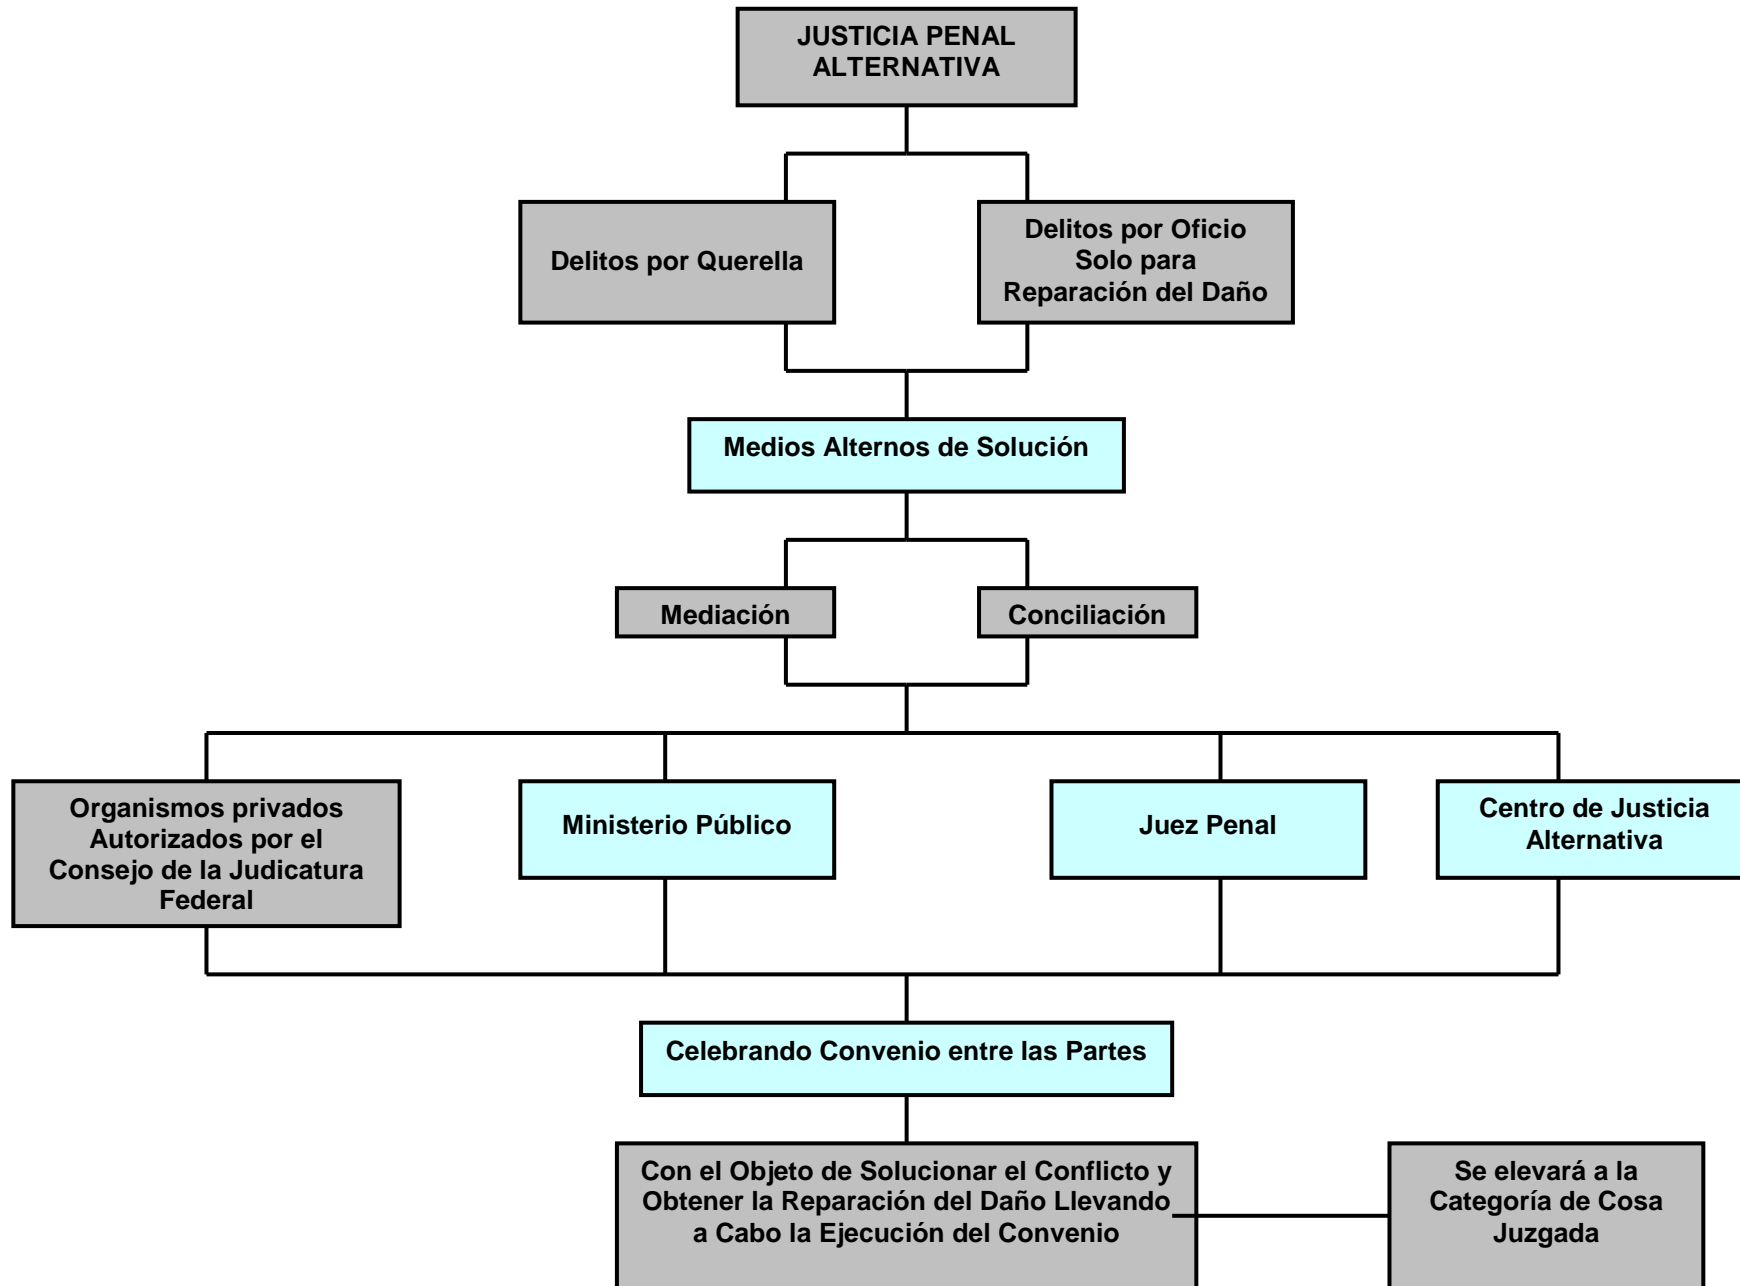 JUSTICIA PENAL
ALTERNATIVA
Delitos por Querella
Delitos por Oficio
Solo para
Reparación del Daño
Medios Alternos de Solución
Mediación
Conciliación
Organismos privados
Autorizados por el
Consejo de la Judicatura
Federal
Ministerio Público
Juez Penal
Centro de Justicia
Alternativa
Celebrando Convenio entre las Partes
Con el Objeto de Solucionar el Conflicto y
Obtener la Reparación del Daño Llevando
a Cabo la Ejecución del Convenio
Se elevará a la
Categoría de Cosa
Juzgada